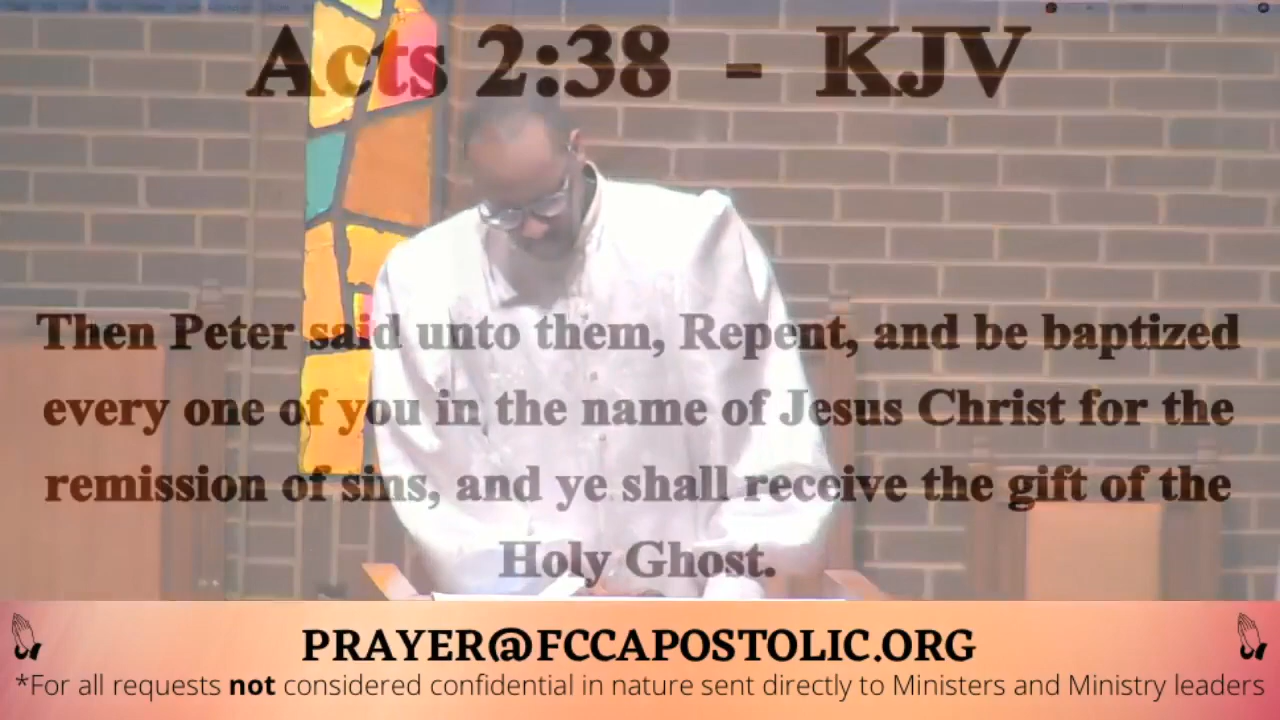 Acts 2:38 - KJV
Then Peter said unto them, Repent, and be baptized
every one of you in the name of Jesus Christ for the
remission of sins, and ye shall receive the gift of the
Holy Ghost.
PRAYER@FCCAPOSTOLIC.ORG
*For all requests not considered confidential in nature sent directly to Ministers and Ministry leaders